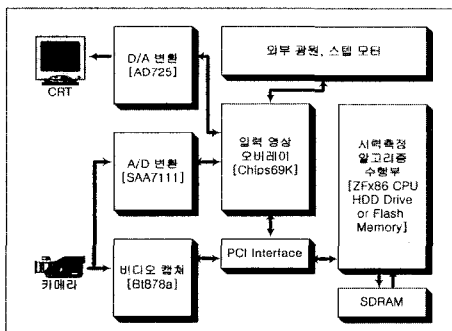 D/A 변환
[AD725]
CRT
외부 광원, 스텝 모터
A/D 변환
[SAA7111]
입력 영상
오버레이
[Chips69K]
시력측정
알고리즘
수행부
[ZFx86 CPU
HDD Drive
or Flash
Memory]
카메라
비디오 캡쳐
[Bt878a]
PCI Interface
SDRAM